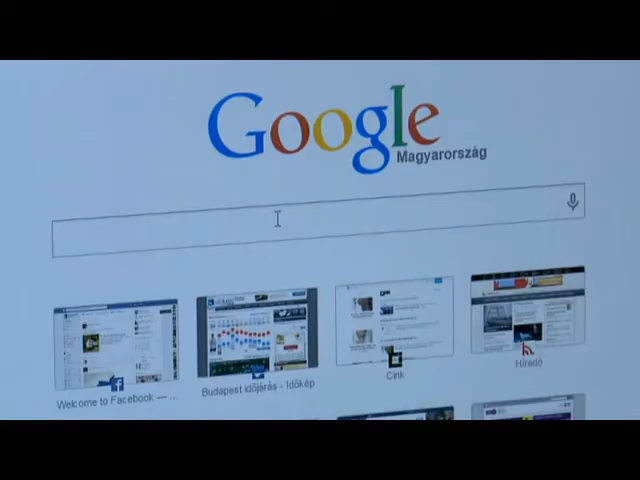 Google
Magyarország
Welcome to Facebook — ...
Budapest időjárás - Időkép
Cink
Híradó